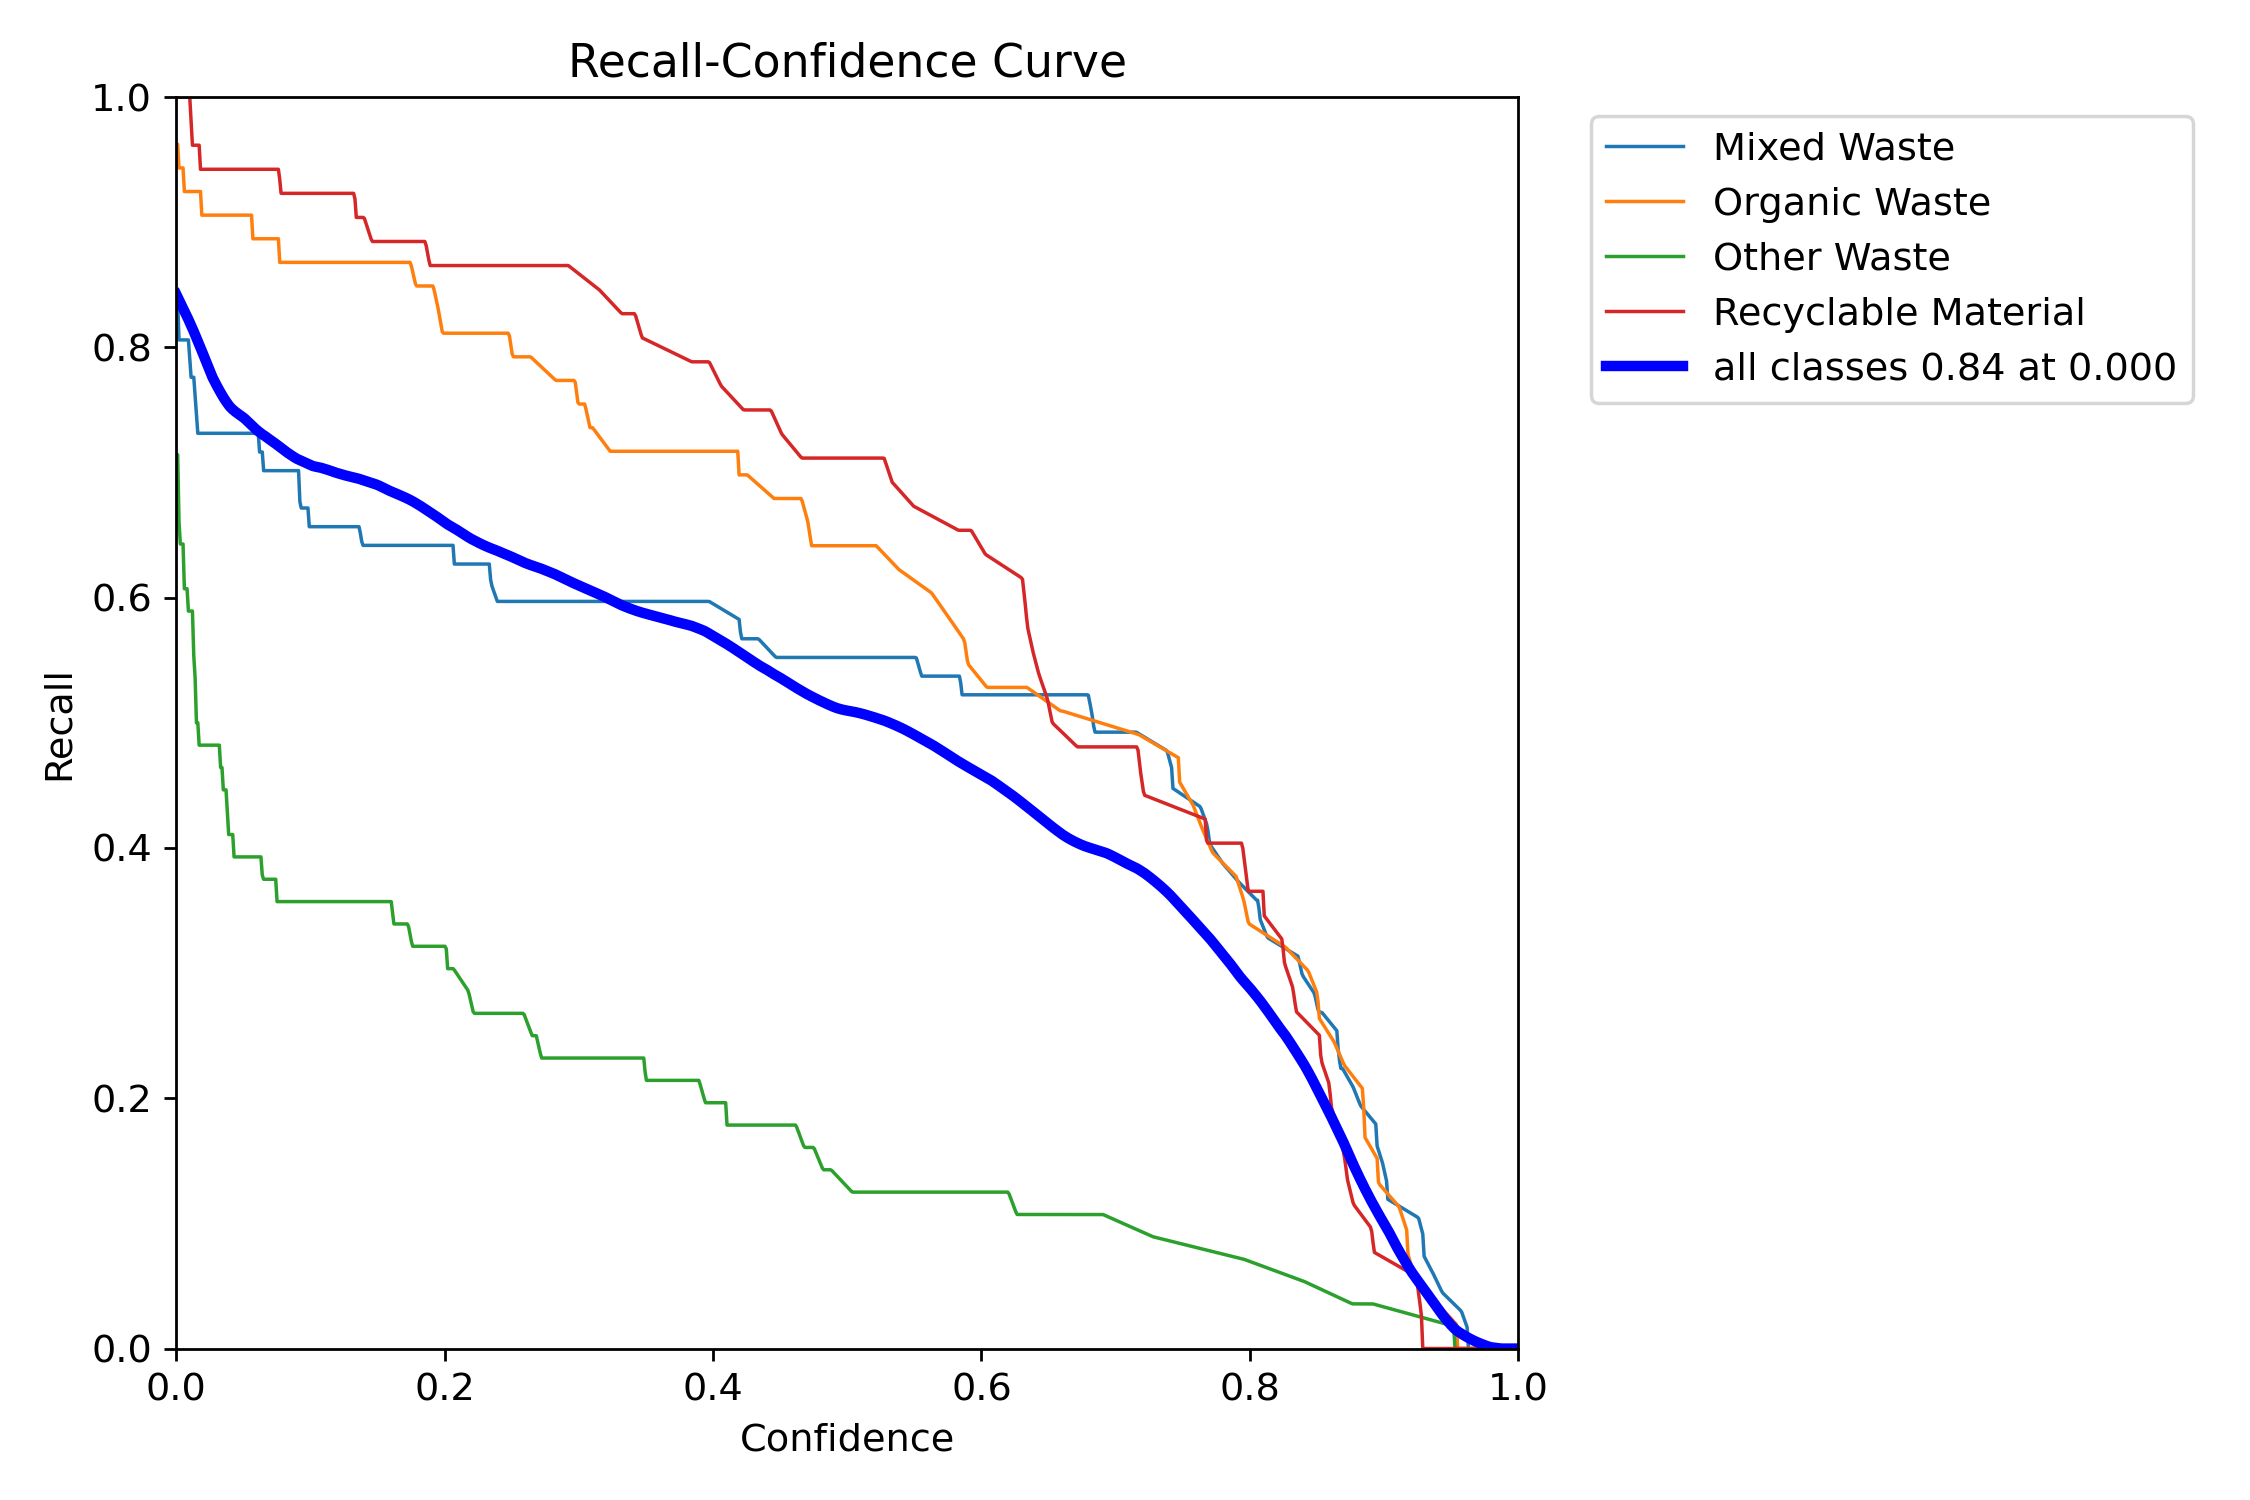 Recall-Confidence Curve
1.0
0.8
0.6
0.4
0.2
0.0
Recall
0.0 0.2 0.4 0.6 0.8 1.0
Confidence
Mixed Waste
Organic Waste
Other Waste
Recyclable Material
all classes 0.84 at 0.000